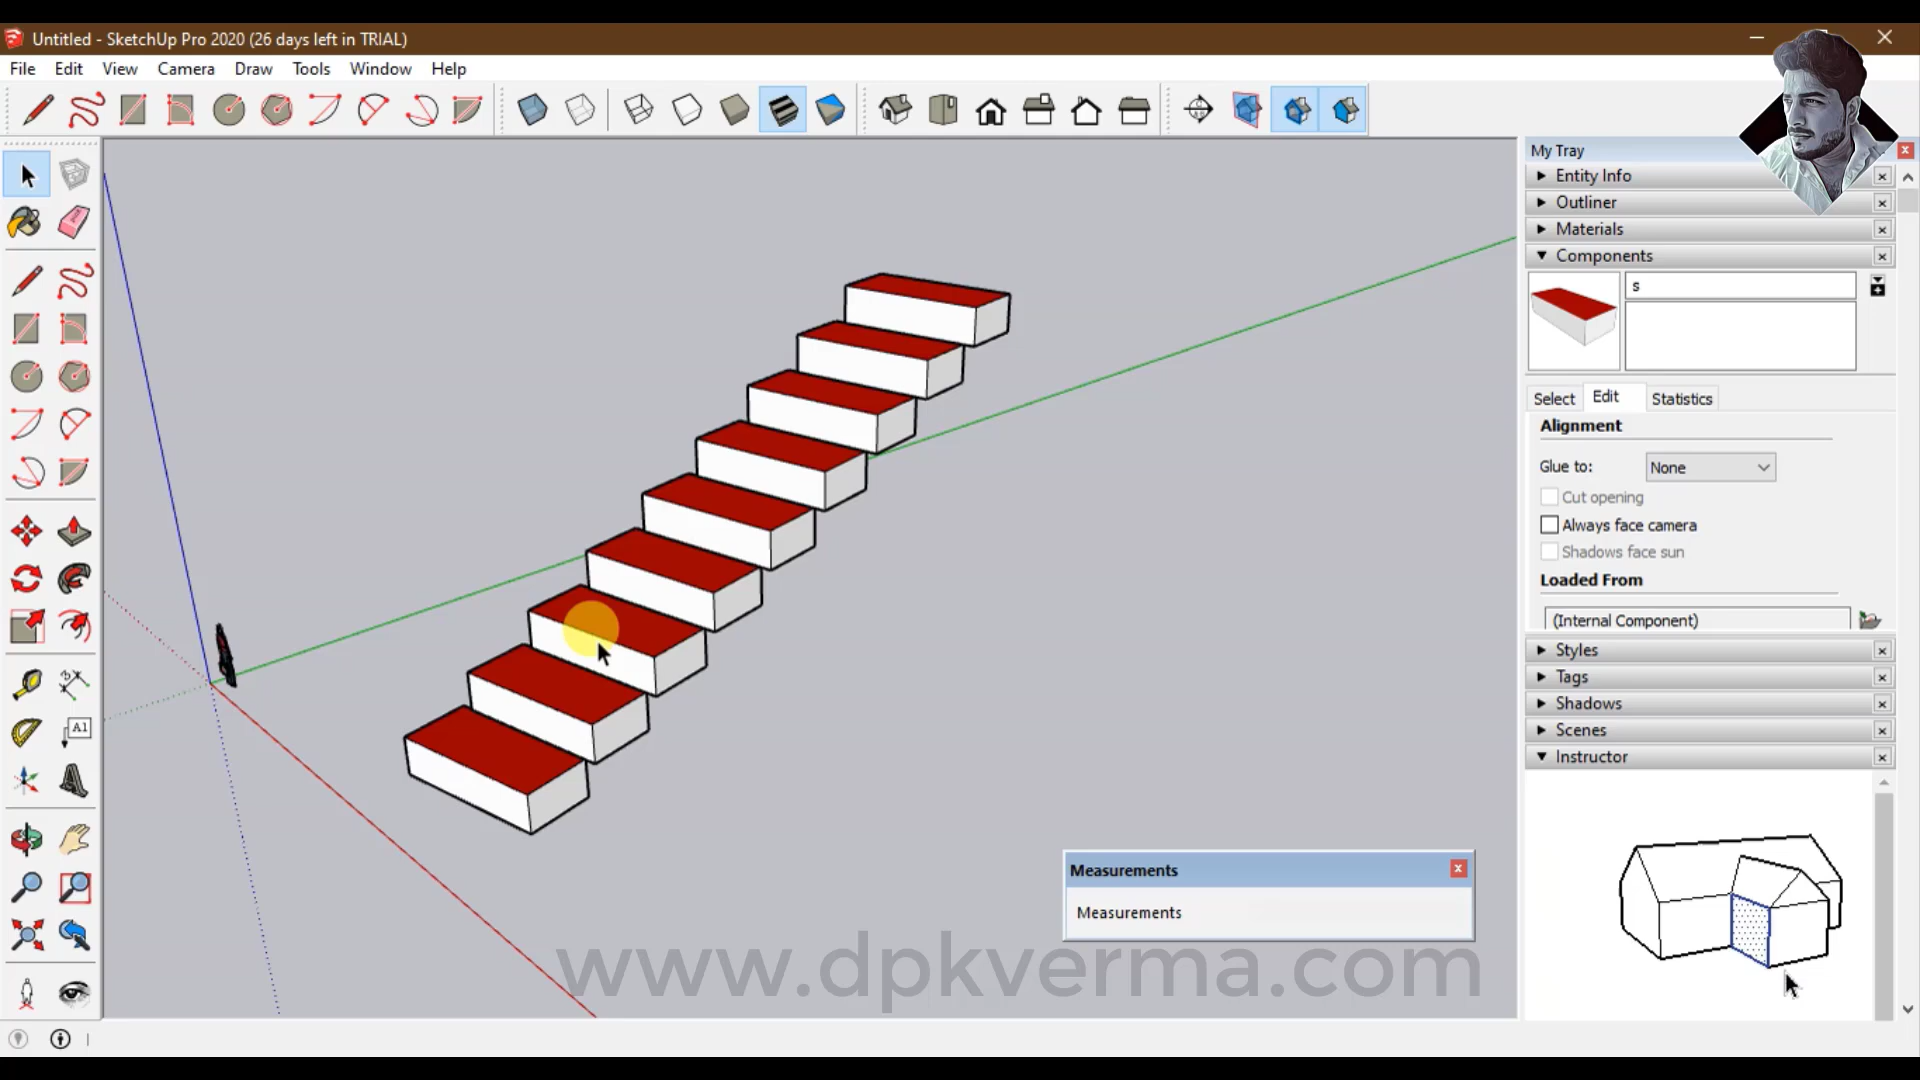 Untitled - SketchUp Pro 2020 (26 days left in TRIAL)
File Edit View Camera Draw Tools Window Help
My Tray
Entity Info
Outliner
Materials
Components
s
Select Edit Statistics
Alignment
Glue to: None
Cut opening
Always face camera
Shadows face sun
Loaded From
(Internal Component)
Styles
Tags
Shadows
Scenes
Instructor
A1
Measurements
Measurements
www.dpkverma.com